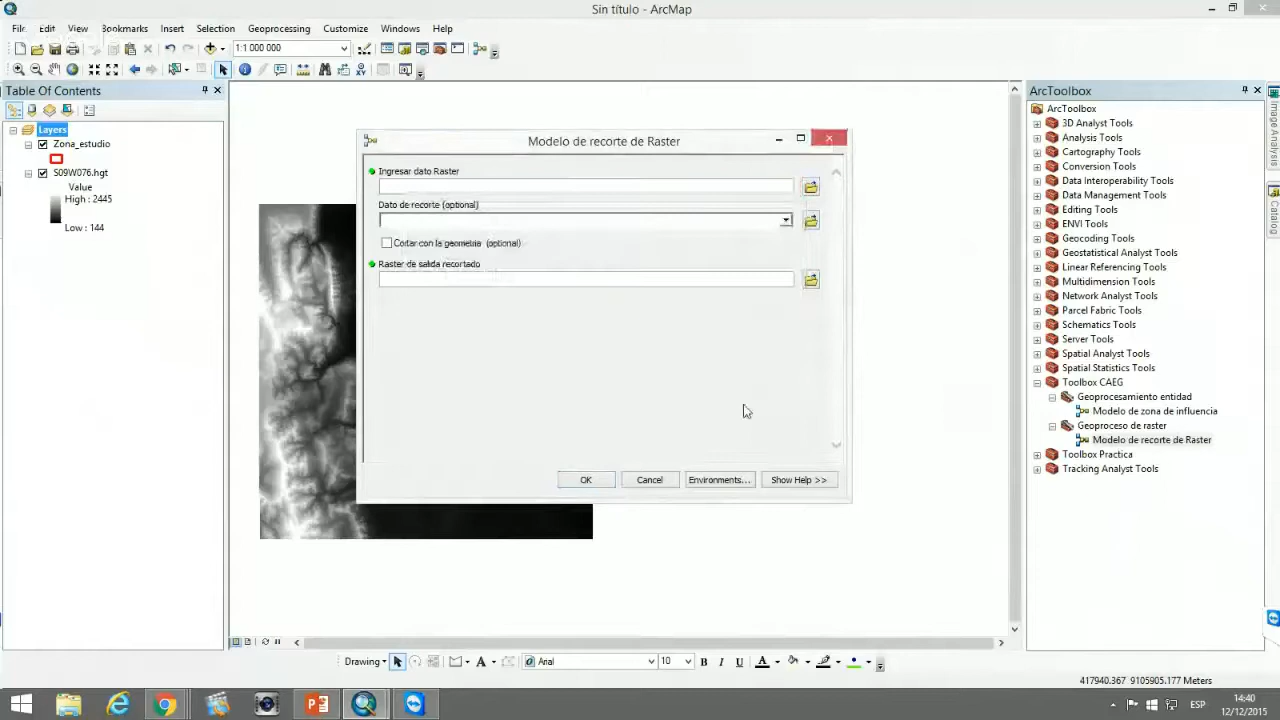 Sin título - ArcMap
File Edit View Bookmarks Insert Selection Geoprocessing Customize Windows Help
1:1 000 000
Table Of Contents
Layers
Zona_estudio
S09W076.hgt
Value
High : 2445
Low : 144
Modelo de recorte de Raster
Ingresar dato Raster
Dato de recorte (optional)
Cortar con la geometria (optional)
Raster de salida recortado
OK Cancel Environments... Show Help >>
ArcToolbox
ArcToolbox
3D Analyst Tools
Analysis Tools
Cartography Tools
Conversion Tools
Data Interoperability Tools
Data Management Tools
Editing Tools
ENVI Tools
Geocoding Tools
Geostatistical Analyst Tools
Linear Referencing Tools
Multidimension Tools
Network Analyst Tools
Parcel Fabric Tools
Schematics Tools
Server Tools
Spatial Analyst Tools
Spatial Statistics Tools
Toolbox CAEG
Geoprocesamiento entidad
Modelo de zona de influencia
Geoproceso de raster
Modelo de recorte de Raster
Toolbox Practica
Tracking Analyst Tools
Image Analysis
Catalog
Drawing
A
Arial
10
B I U A
417940.367 9105905.177 Meters
ESP
14:40
12/12/2015